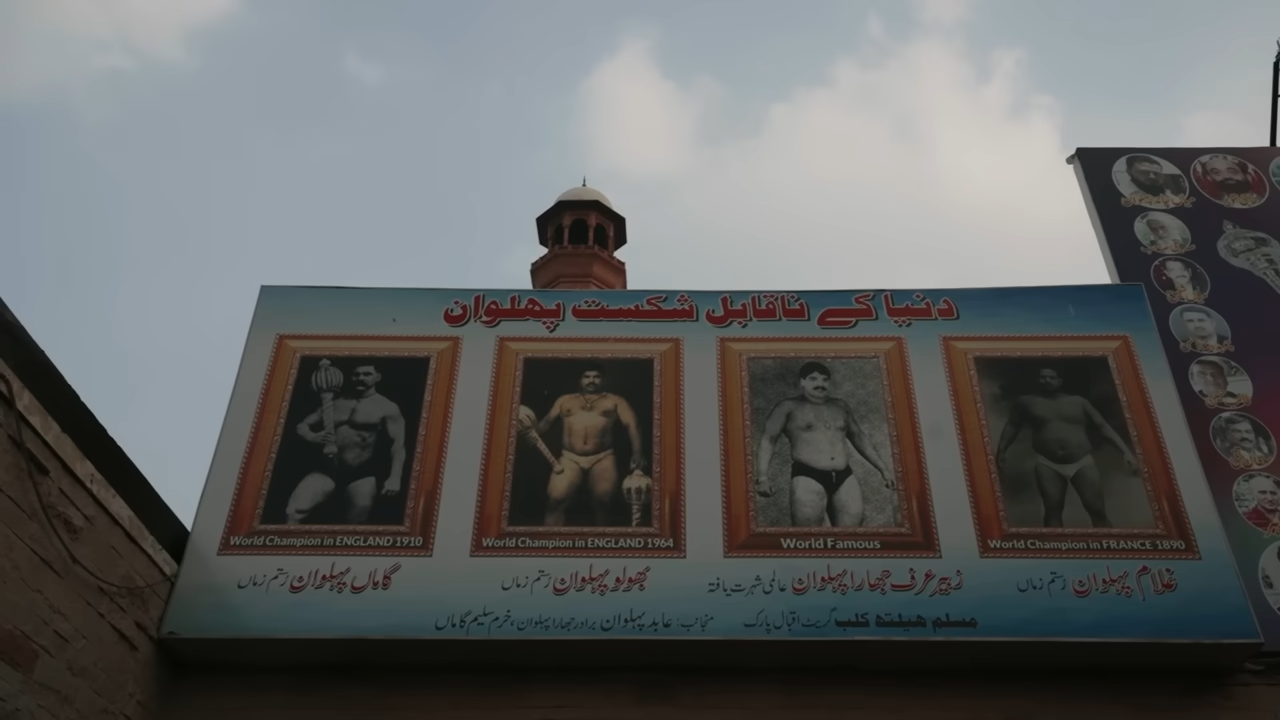 دنیا کے ناقابل شکست پہلوان
World Champion in ENGLAND 1910
World Champion in ENGLAND 1964
World Famous
World Champion in FRANCE 1890
غلام پہلوان رستم زماں
زبیر عرف جھارا پہلوان عالمی شہرت یافتہ
بھولو پہلوان رستم زماں
گاماں پہلوان رستم زماں
مسلم ہیلتھ کلب گریٹ اقبال پارک
منجانب: عابد پہلوان برادر جھارا پہلوان، خرم سلیم گاماں